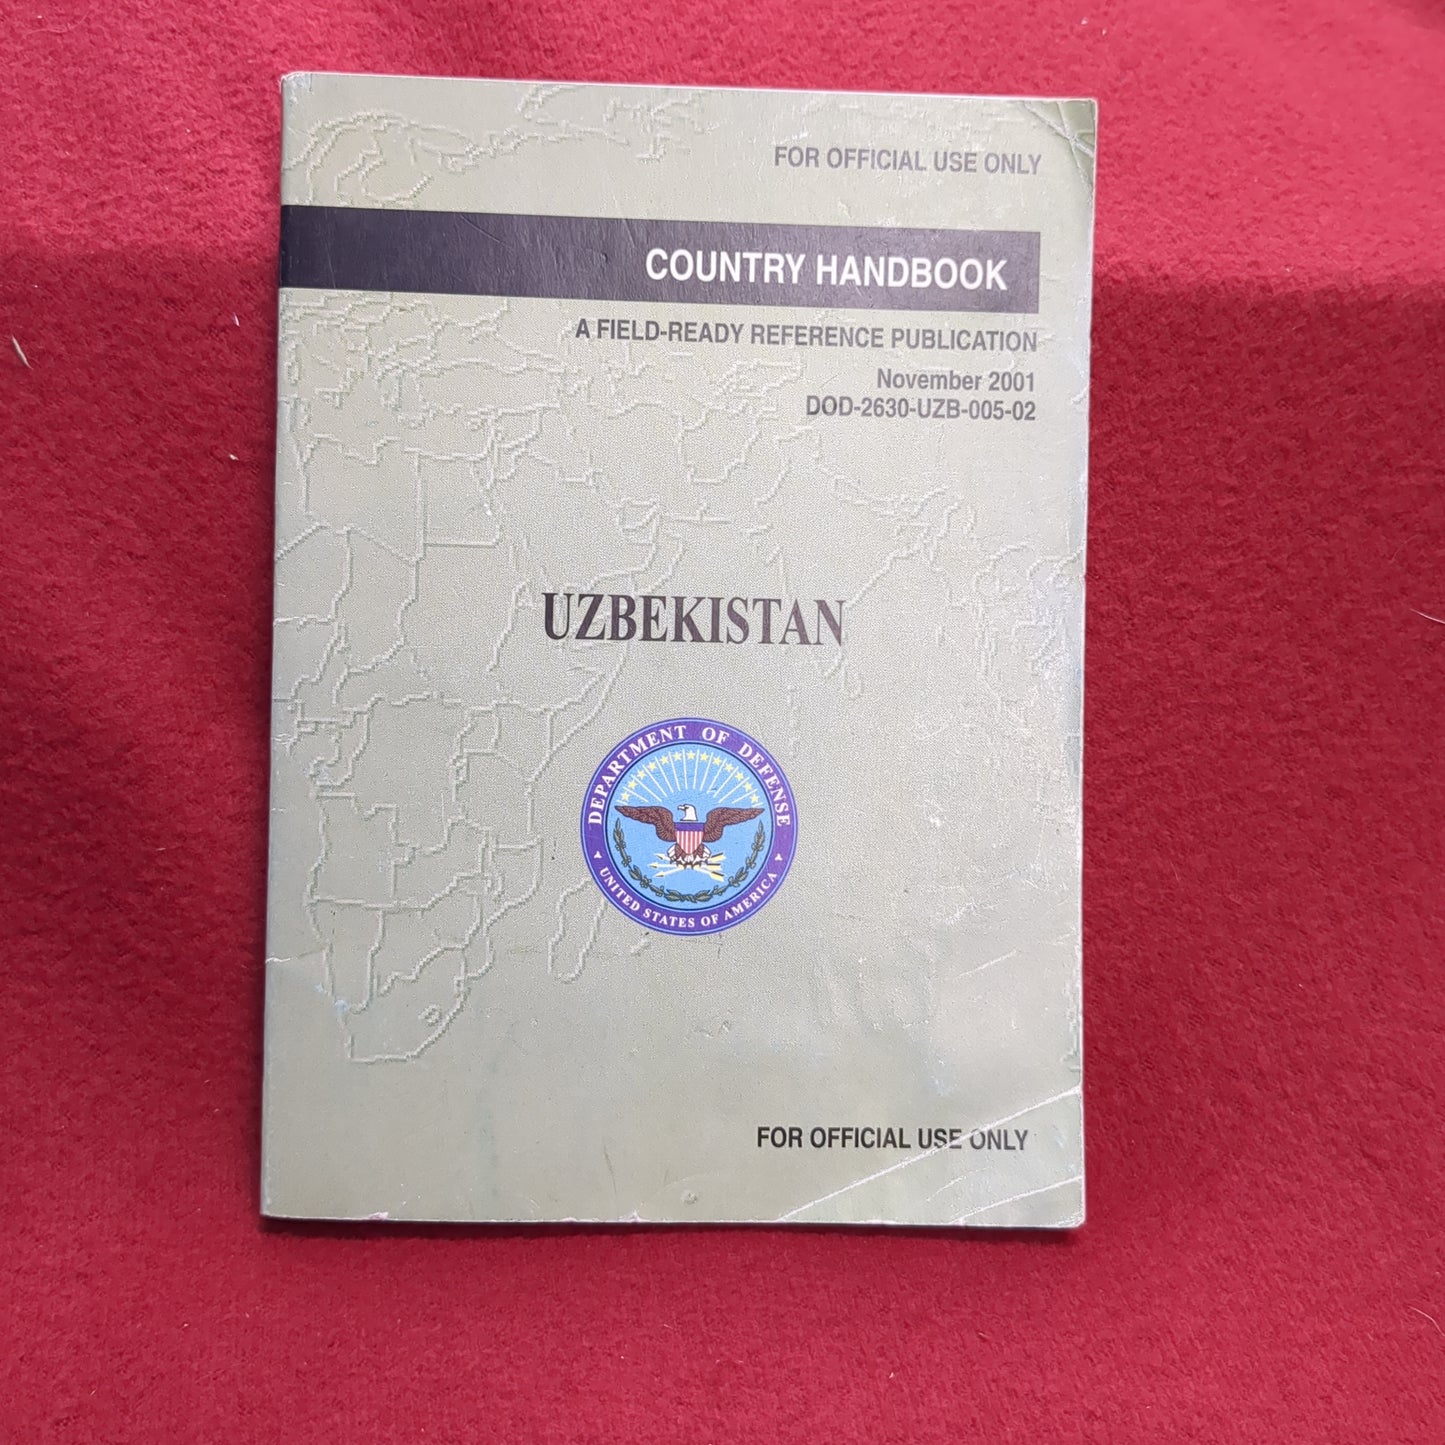 FOR OFFICIAL USE ONLY
COUNTRY HANDBOOK
A FIELD-READY REFERENCE PUBLICATION
November 2001
DOD-2630-UZB-005-02
UZBEKISTAN
DEPARTMENT OF DEFENSE
UNITED STATES OF AMERICA
FOR OFFICIAL USE ONLY